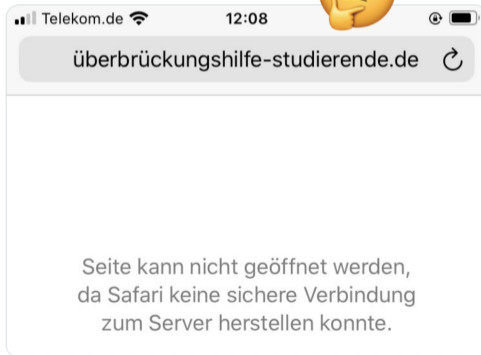 Telekom.de 12:08
überbrückungshilfe-studierende.de
Seite kann nicht geöffnet werden,
da Safari keine sichere Verbindung
zum Server herstellen konnte.